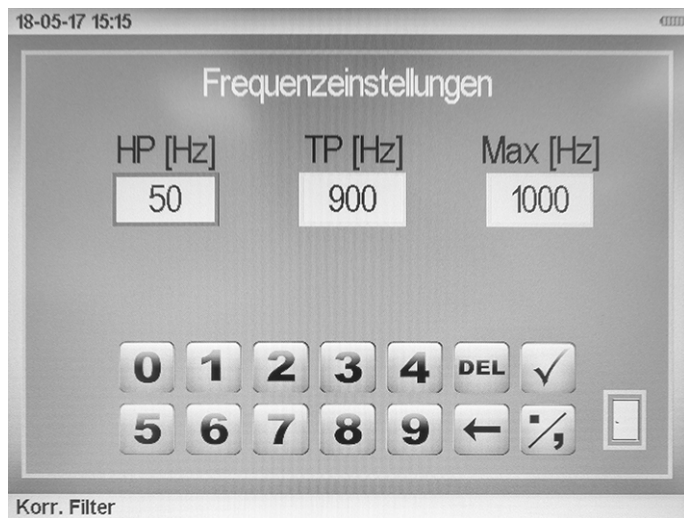 18-05-17 15:15
Frequenzeinstellungen
HP [Hz] TP [Hz] Max [Hz]
50 900 1000
0 1 2 3 4 DEL ✓
5 6 7 8 9 ← ./,
Korr. Filter